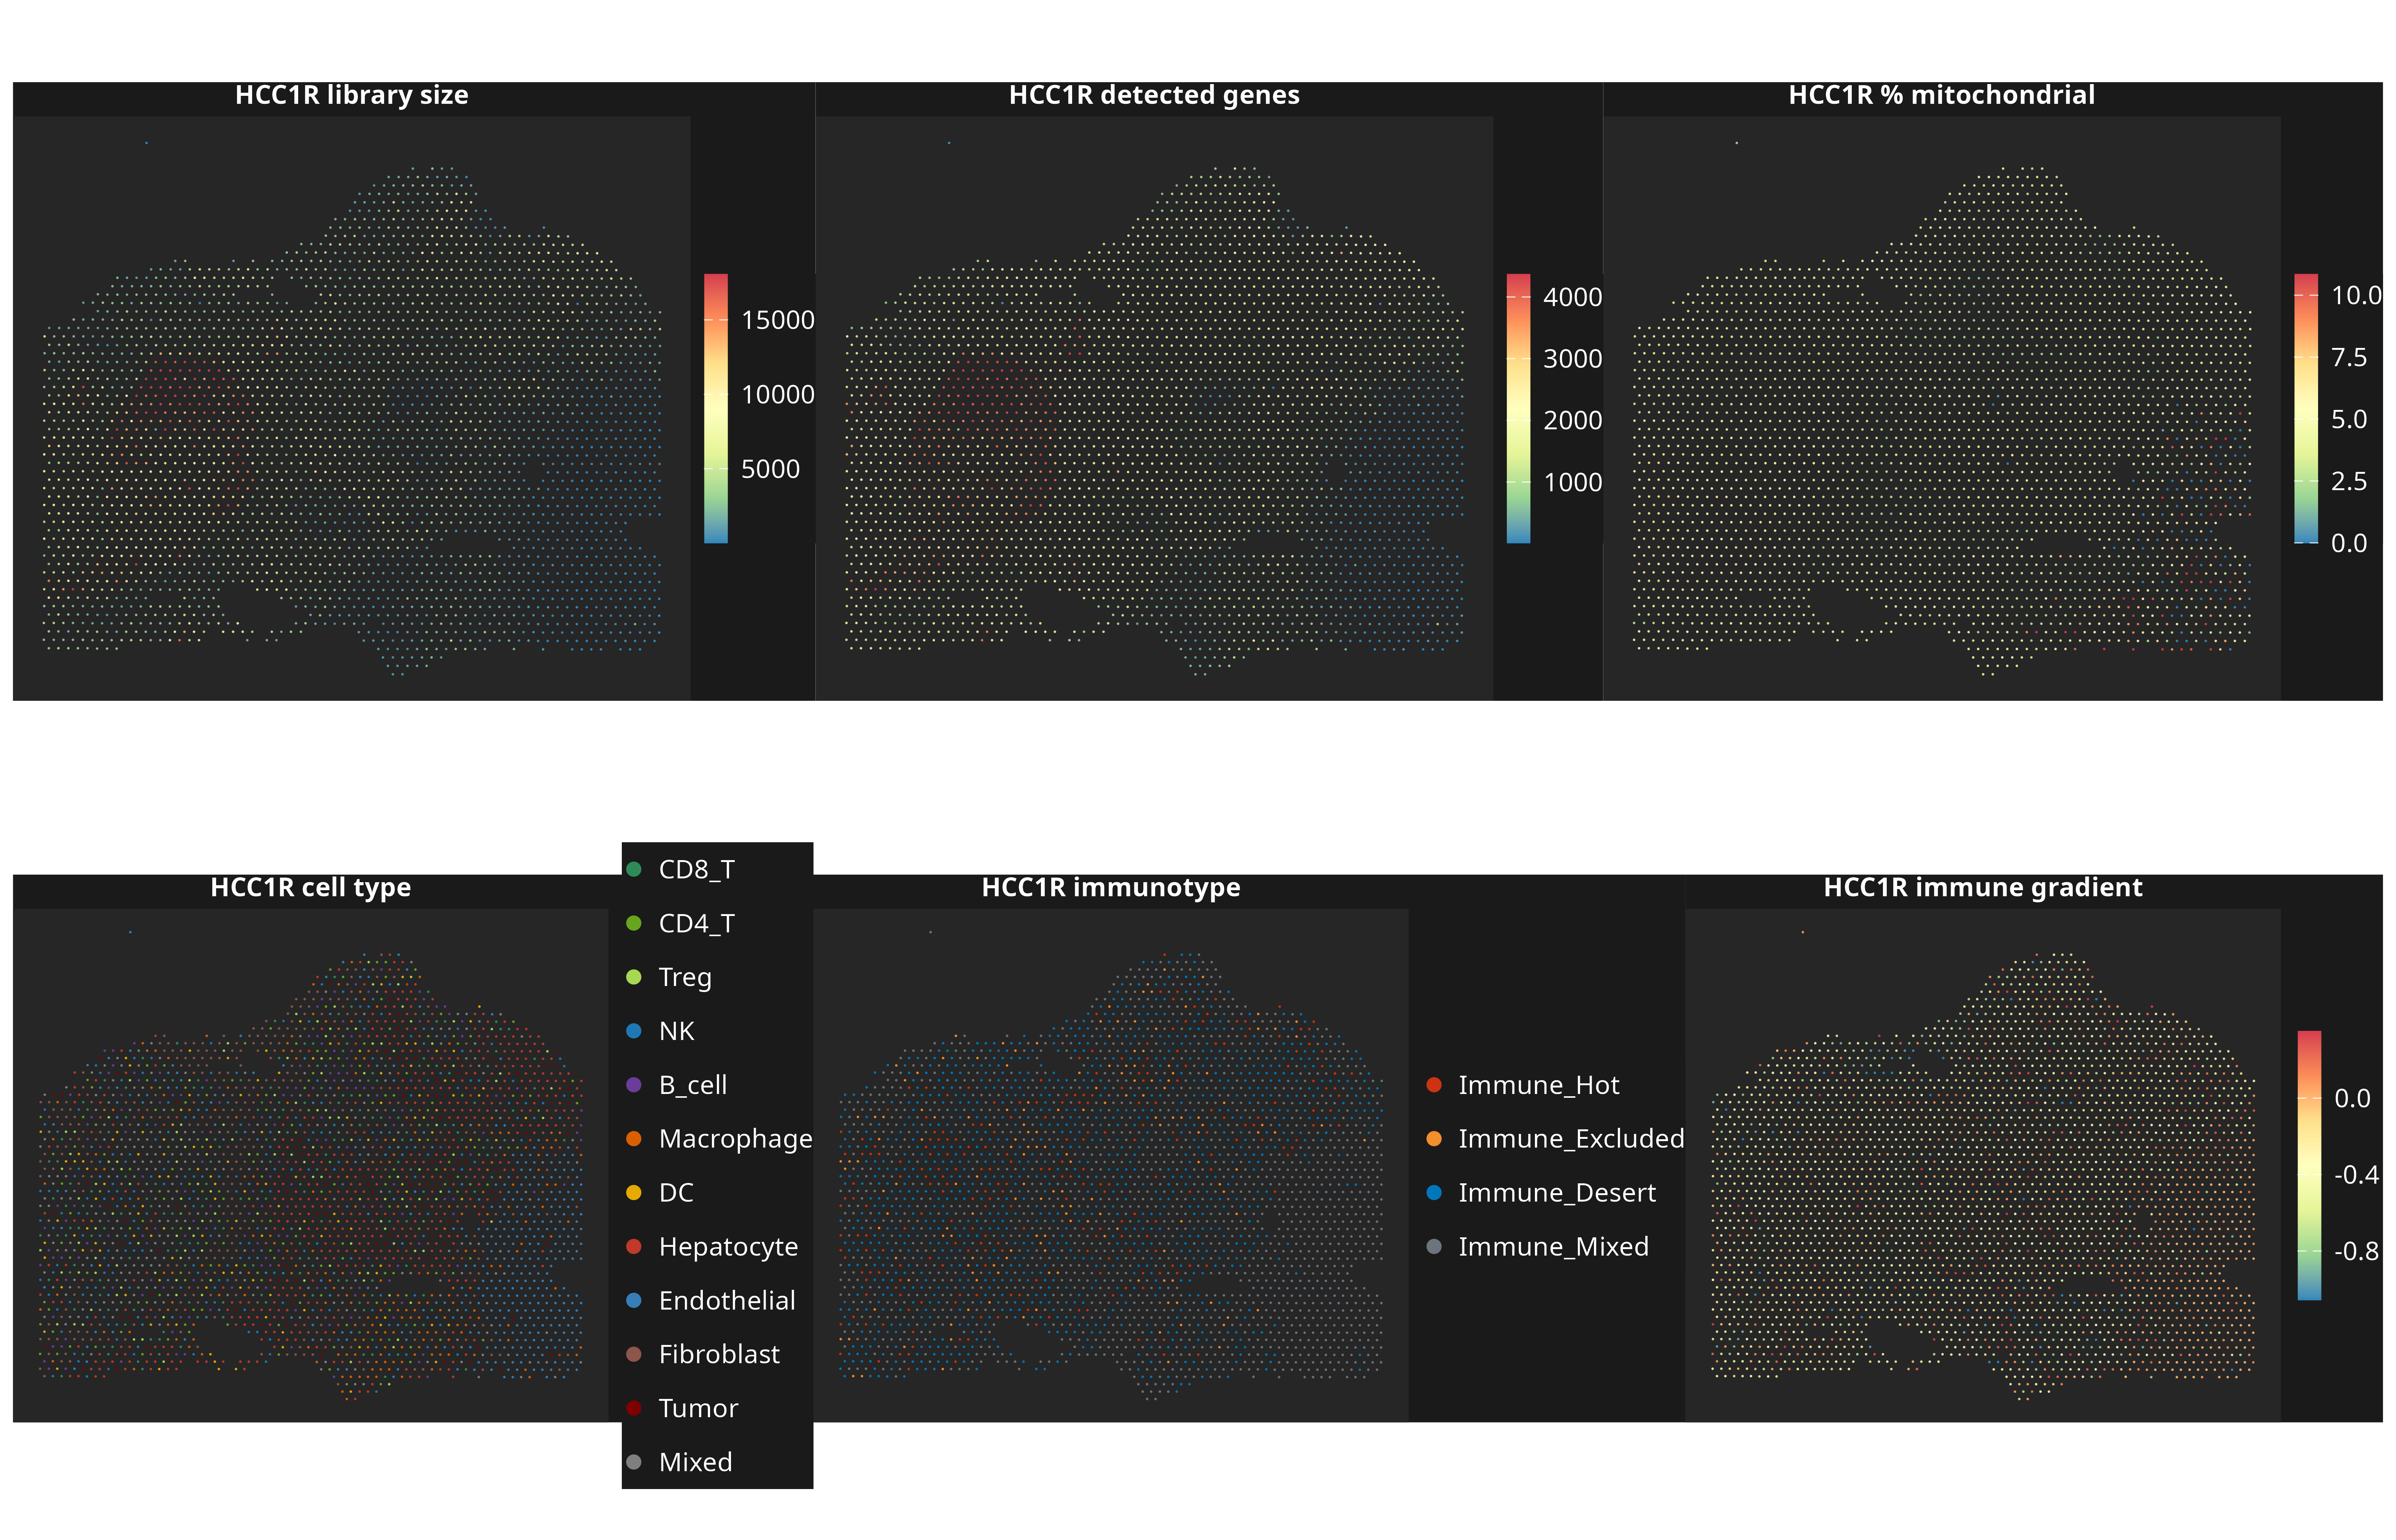 HCC1R library size
15000
10000
5000
HCC1R detected genes
4000
3000
2000
1000
HCC1R % mitochondrial
10.0
7.5
5.0
2.5
0.0
HCC1R cell type
CD8_T
CD4_T
Treg
NK
B_cell
Macrophage
DC
Hepatocyte
Endothelial
Fibroblast
Tumor
Mixed
HCC1R immunotype
Immune_Hot
Immune_Excluded
Immune_Desert
Immune_Mixed
HCC1R immune gradient
0.0
-0.4
-0.8